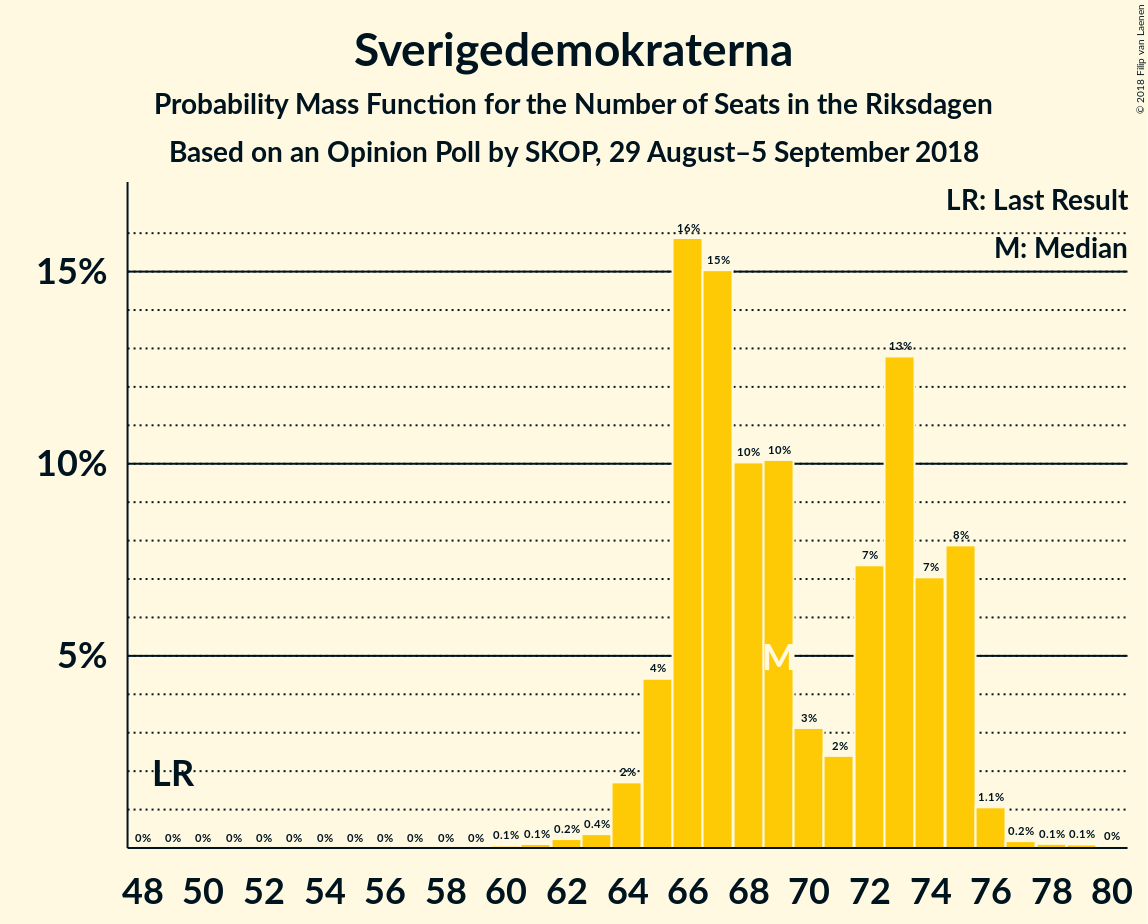 Sverigedemokraterna
Probability Mass Function for the Number of Seats in the Riksdagen
Based on an Opinion Poll by SKOP, 29 August–5 September 2018
© 2018 Filip van Laenen
LR: Last Result
M: Median
15%
10%
5%
0% 0% 0% 0% 0% 0% 0% 0% 0% 0% 0% 0% 0.1% 0.1% 0.2% 0.4% 2% 4% 16% 15% 10% 10% 3% 2% 7% 13% 7% 8% 1.1% 0.2% 0.1% 0.1% 0%
LR
M
48 50 52 54 56 58 60 62 64 66 68 70 72 74 76 78 80